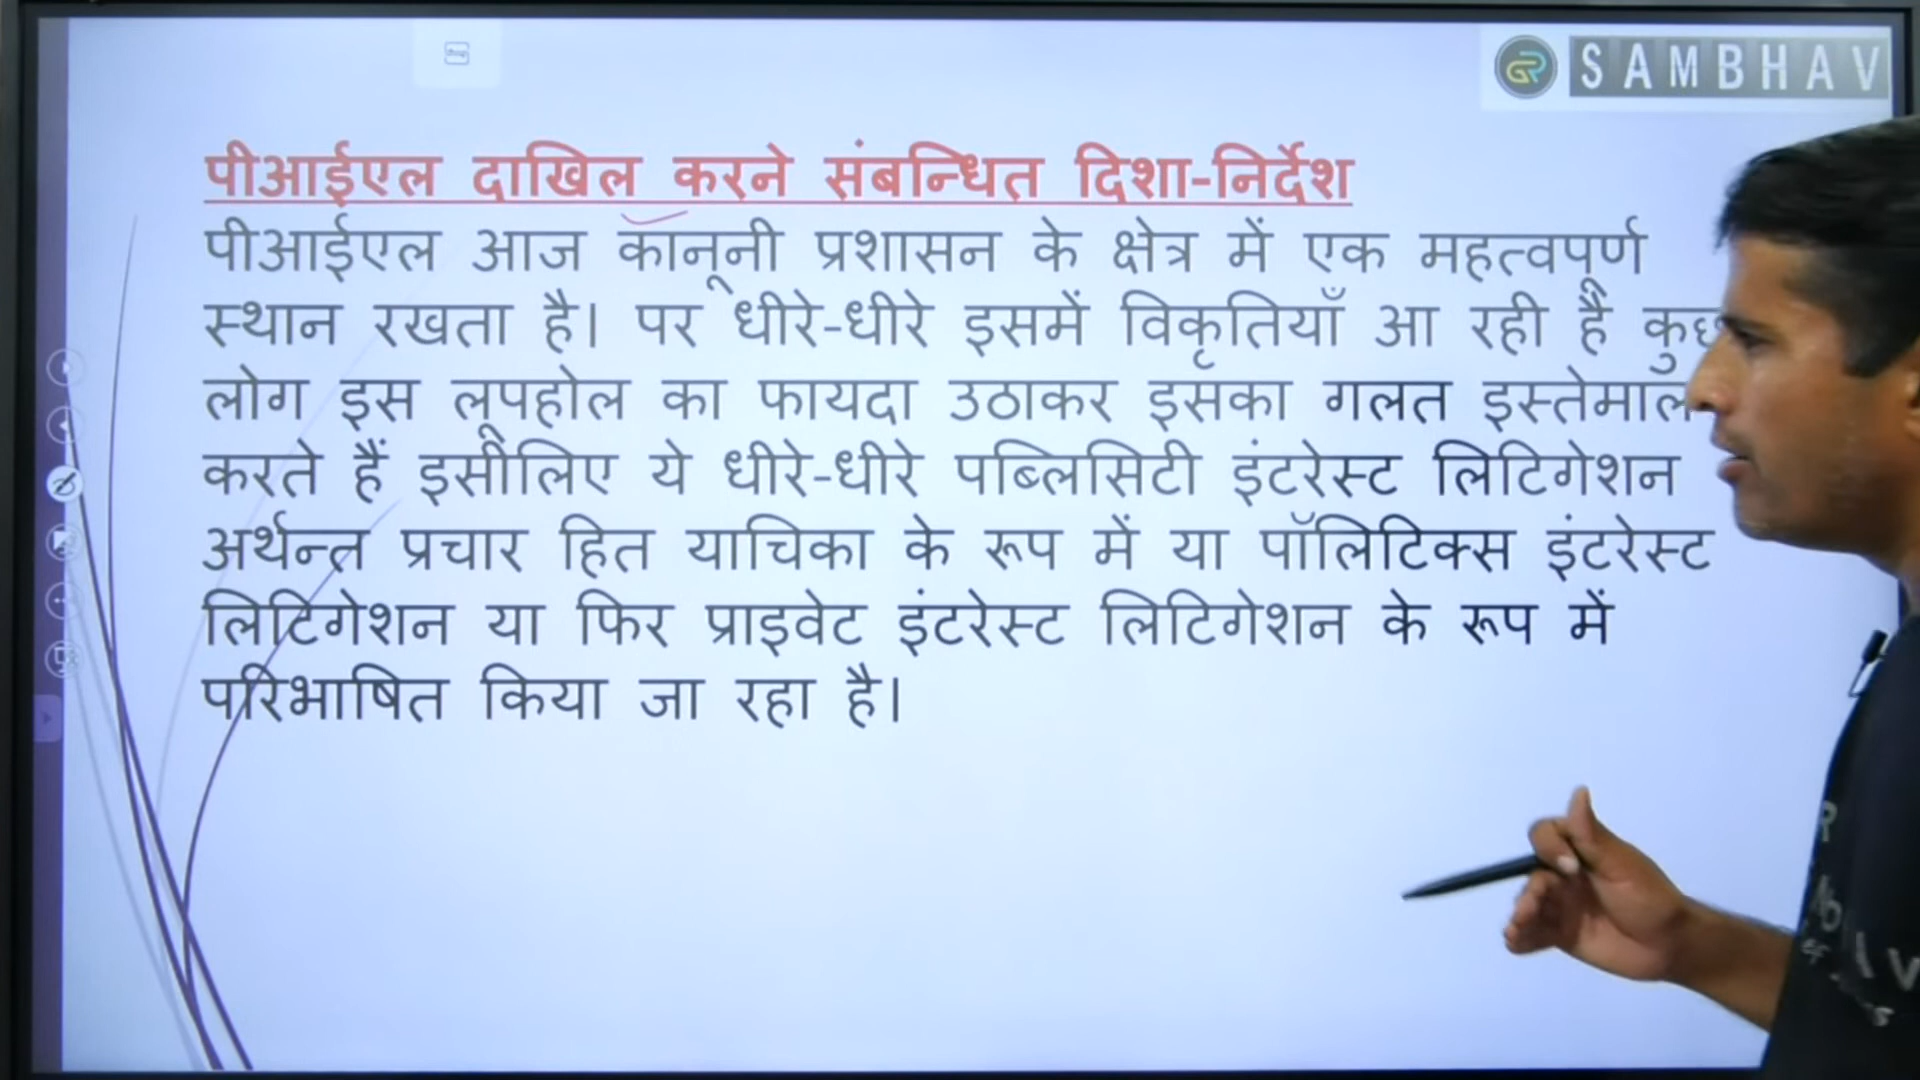 SAMBHAV
पीआईएल दाखिल करने संबन्धित दिशा-निर्देश
पीआईएल आज कानूनी प्रशासन के क्षेत्र में एक महत्वपूर्ण
स्थान रखता है। पर धीरे-धीरे इसमें विकृतियाँ आ रही है कुछ
लोग इस लूपहोल का फायदा उठाकर इसका गलत इस्तेमाल
करते हैं इसीलिए ये धीरे-धीरे पब्लिसिटी इंटरेस्ट लिटिगेशन
अर्थन्त प्रचार हित याचिका के रूप में या पॉलिटिक्स इंटरेस्ट
लिटिगेशन या फिर प्राइवेट इंटरेस्ट लिटिगेशन के रूप में
परिभाषित किया जा रहा है।